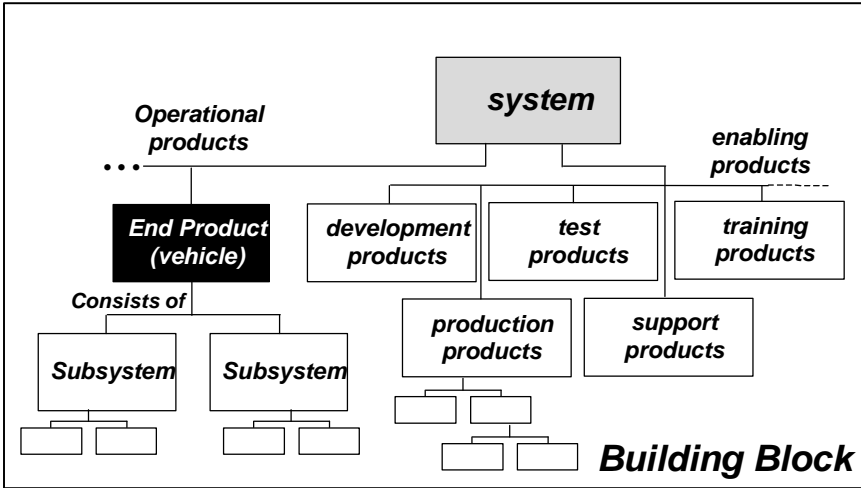 system
Operational
products
enabling
products
• • •
End Product
(vehicle)
development
products
test
products
training
products
Consists of
production
products
support
products
Subsystem
Subsystem
Building Block